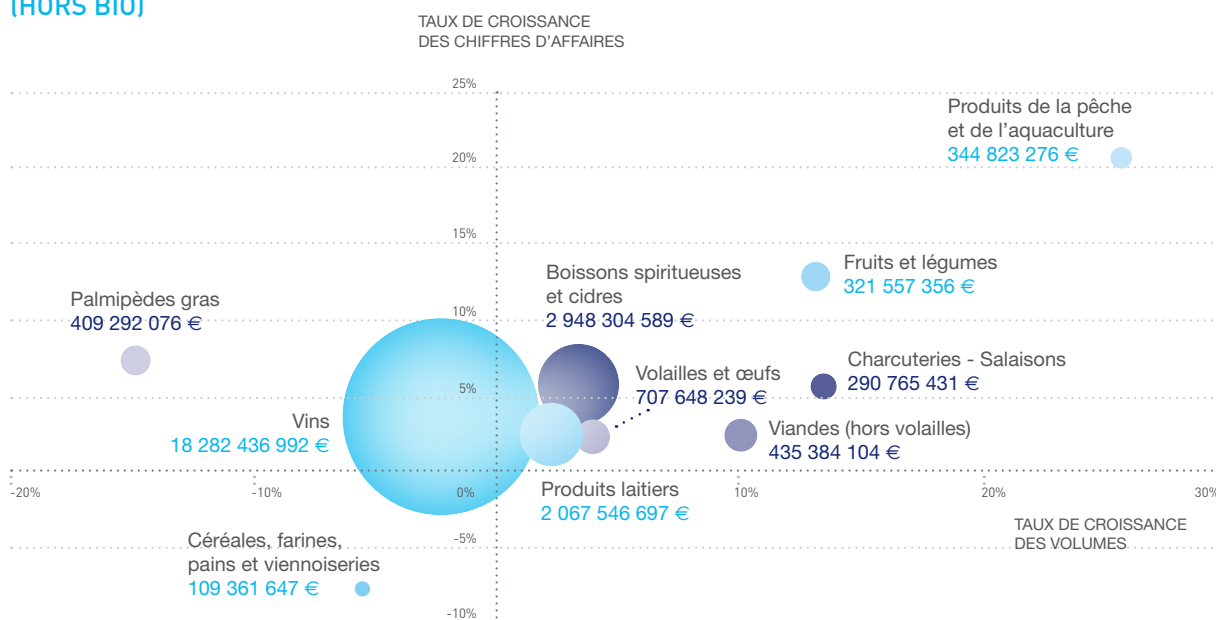 (HORS BIO)
TAUX DE CROISSANCE
DES CHIFFRES D'AFFAIRES
25%
Produits de la pêche
et de l'aquaculture
344 823 276 €
20%
15%
Fruits et légumes
321 557 356 €
Boissons spiritueuses
et cidres
2 948 304 589 €
Palmipèdes gras
409 292 076 €
10%
Charcuteries - Salaisons
290 765 431 €
Volailles et œufs
707 648 239 €
5%
Vins
18 282 436 992 €
Viandes (hors volailles)
435 384 104 €
-20%
-10%
0%
10%
20%
30%
Produits laitiers
2 067 546 697 €
TAUX DE CROISSANCE
DES VOLUMES
-5%
Céréales, farines,
pains et viennoiseries
109 361 647 €
-10%